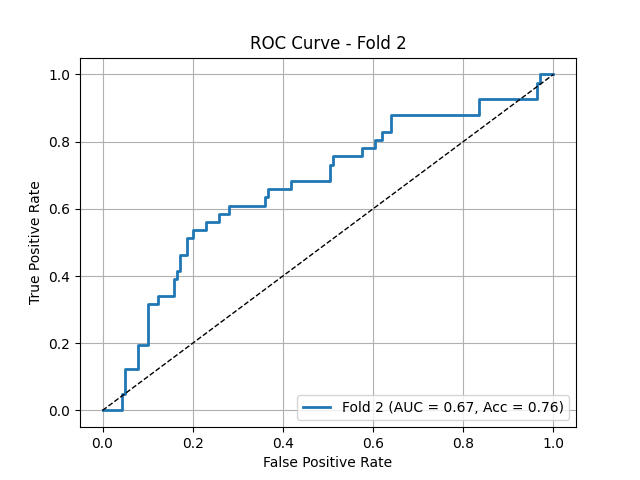 ROC Curve - Fold 2
True Positive Rate
1.0
0.8
0.6
0.4
0.2
0.0
Fold 2 (AUC = 0.67, Acc = 0.76)
0.0 0.2 0.4 0.6 0.8 1.0
False Positive Rate